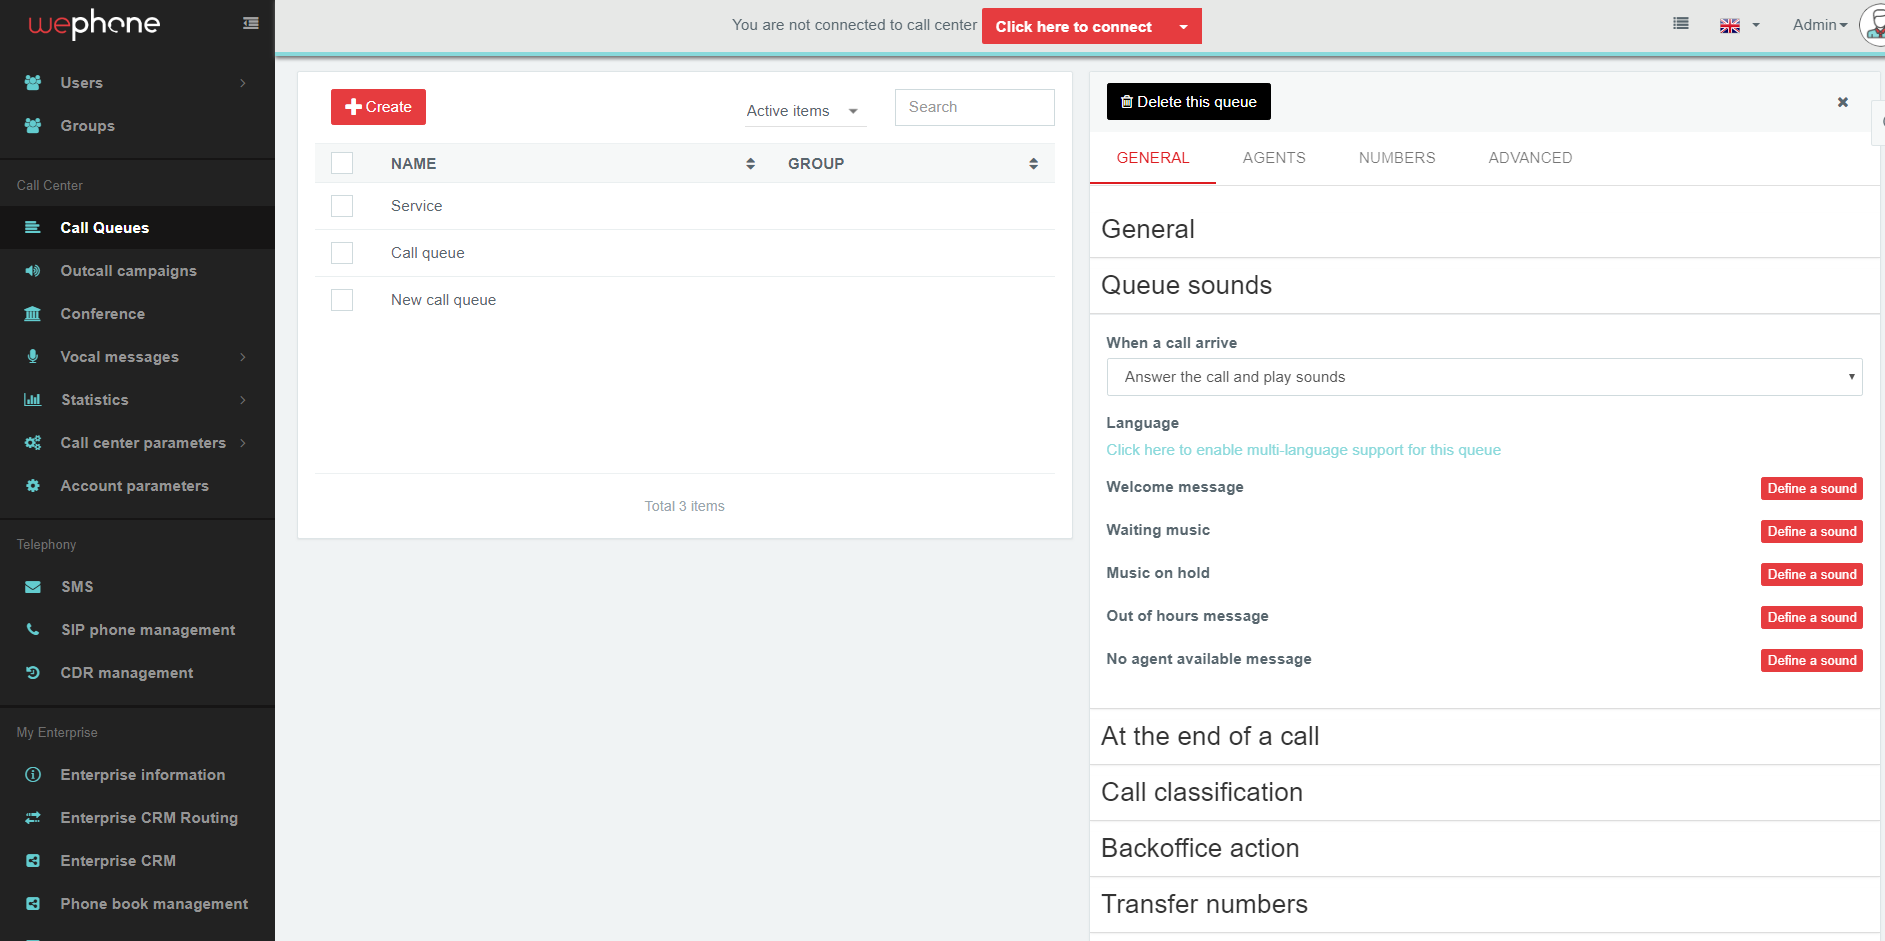 wephone
Users
Groups
Call Center
Call Queues
Outcall campaigns
Conference
Vocal messages
Statistics
Call center parameters
Account parameters
Telephony
SMS
SIP phone management
CDR management
My Enterprise
Enterprise information
Enterprise CRM Routing
Enterprise CRM
Phone book management
You are not connected to call center
Click here to connect
Admin
Create
Active items
Search
NAME GROUP
Service
Call queue
New call queue
Total 3 items
Delete this queue
GENERAL AGENTS NUMBERS ADVANCED
General
Queue sounds
When a call arrive
Answer the call and play sounds
Language
Click here to enable multi-language support for this queue
Welcome message Define a sound
Waiting music Define a sound
Music on hold Define a sound
Out of hours message Define a sound
No agent available message Define a sound
At the end of a call
Call classification
Backoffice action
Transfer numbers